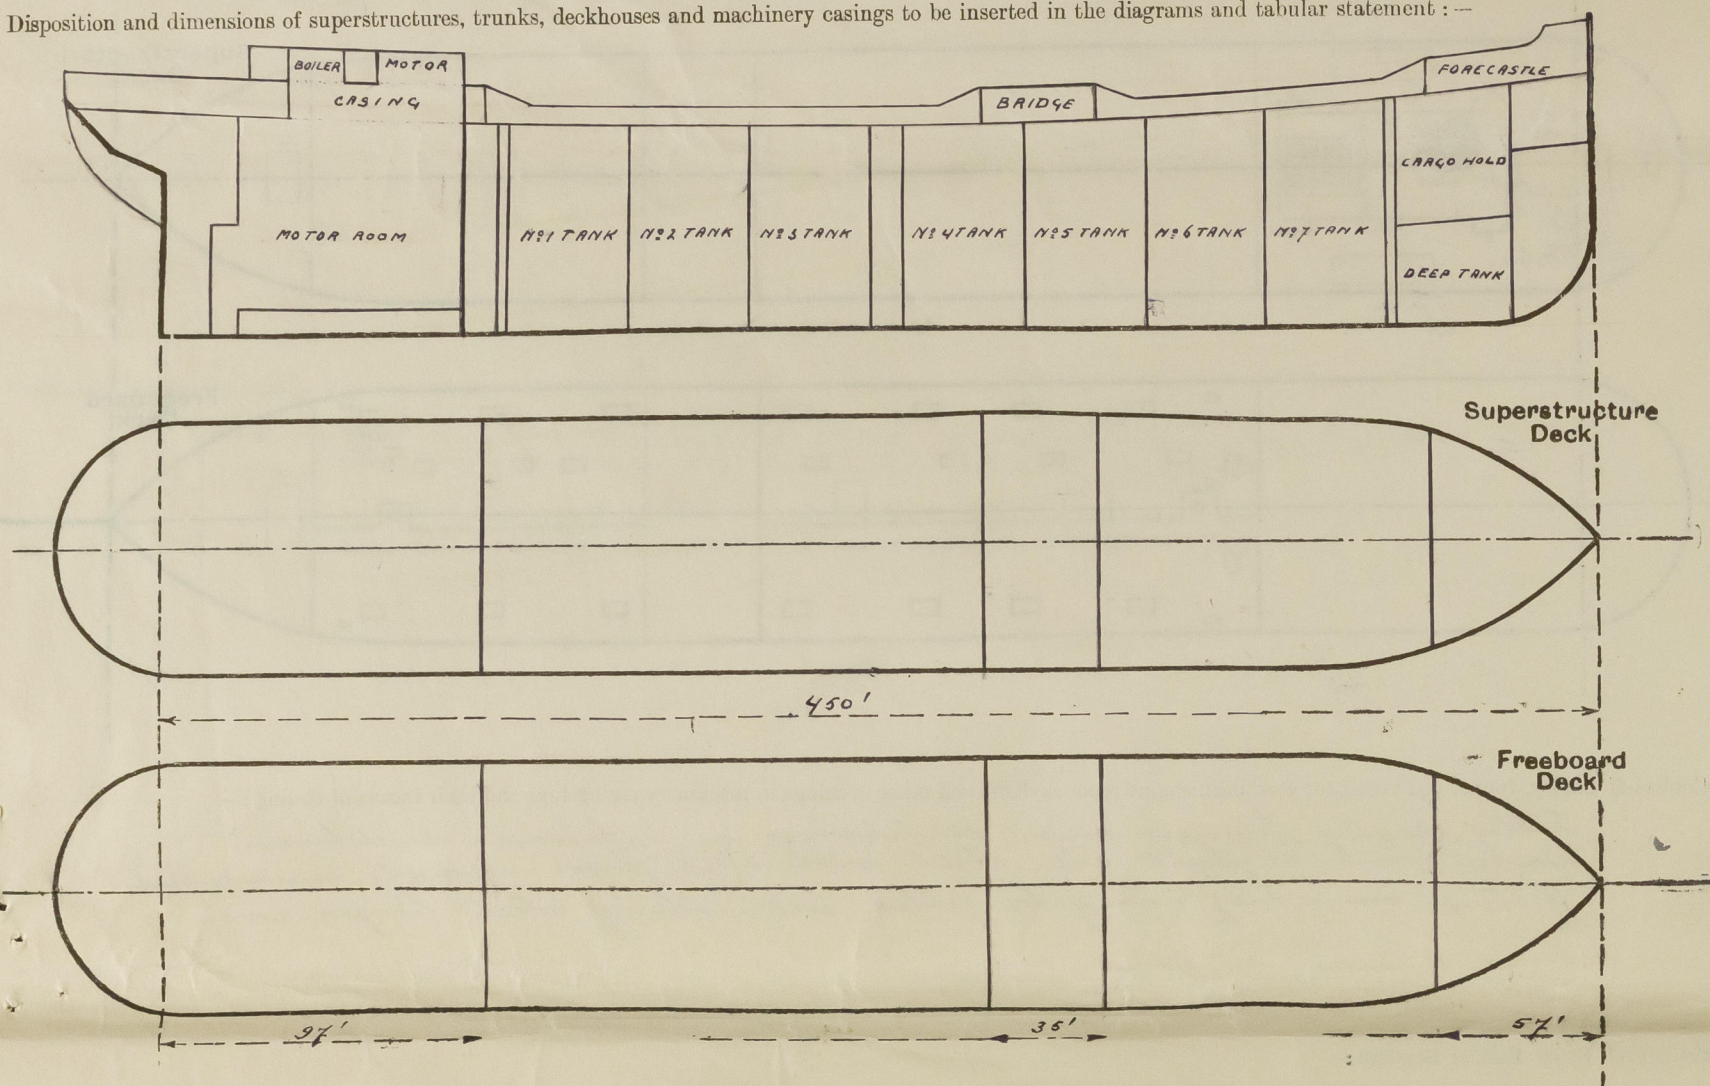 Disposition and dimensions of superstructures, trunks, deckhouses and machinery casings to be inserted in the diagrams and tabular statement : —
BOILER MOTOR
CASING
BRIDGE
FORECASTLE
CARGO HOLD
MOTOR ROOM
Nº1 TANK Nº2 TANK Nº3 TANK Nº4 TANK Nº5 TANK Nº6 TANK Nº7 TANK
DEEP TANK
Superstructure
Deck
450'
Freeboard
Deck
97' 35' 57'